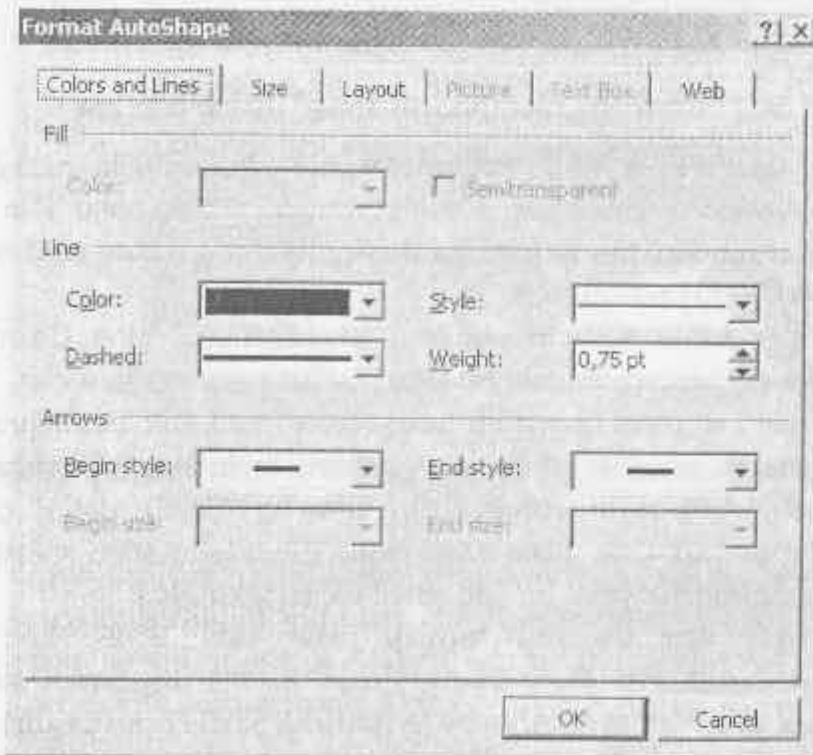 Format AutoShape
Colors and Lines Size Layout Picture Text Box Web
Fill
Color: Semitransparent
Line
Color: Style:
Dashed: Weight: 0,75 pt
Arrows
Begin style: End style:
Begin size: End size:
OK Cancel